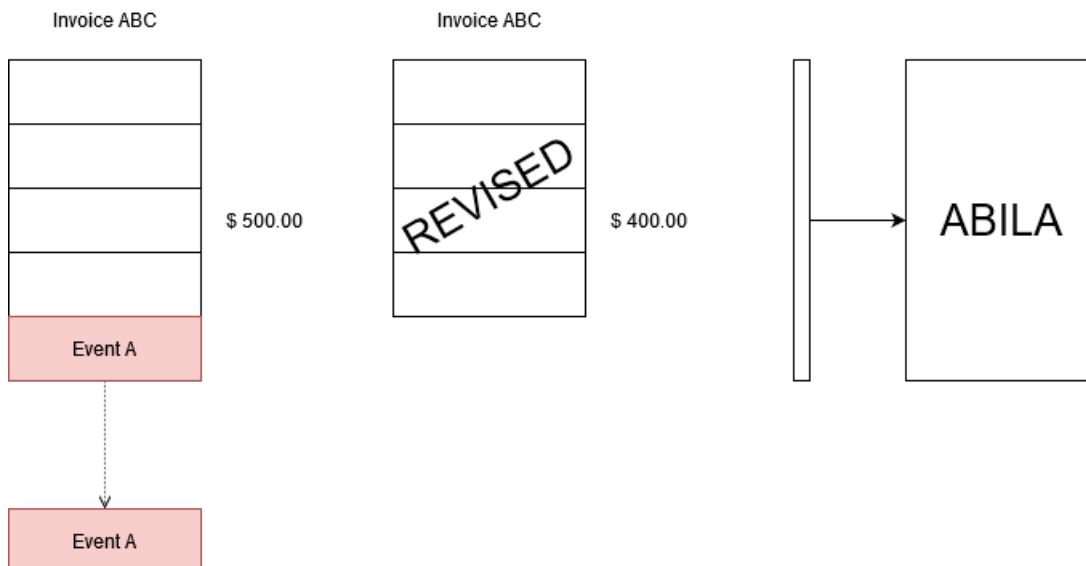 Invoice ABC
Invoice ABC
REVISED
$ 500.00
$ 400.00
ABILA
Event A
Event A